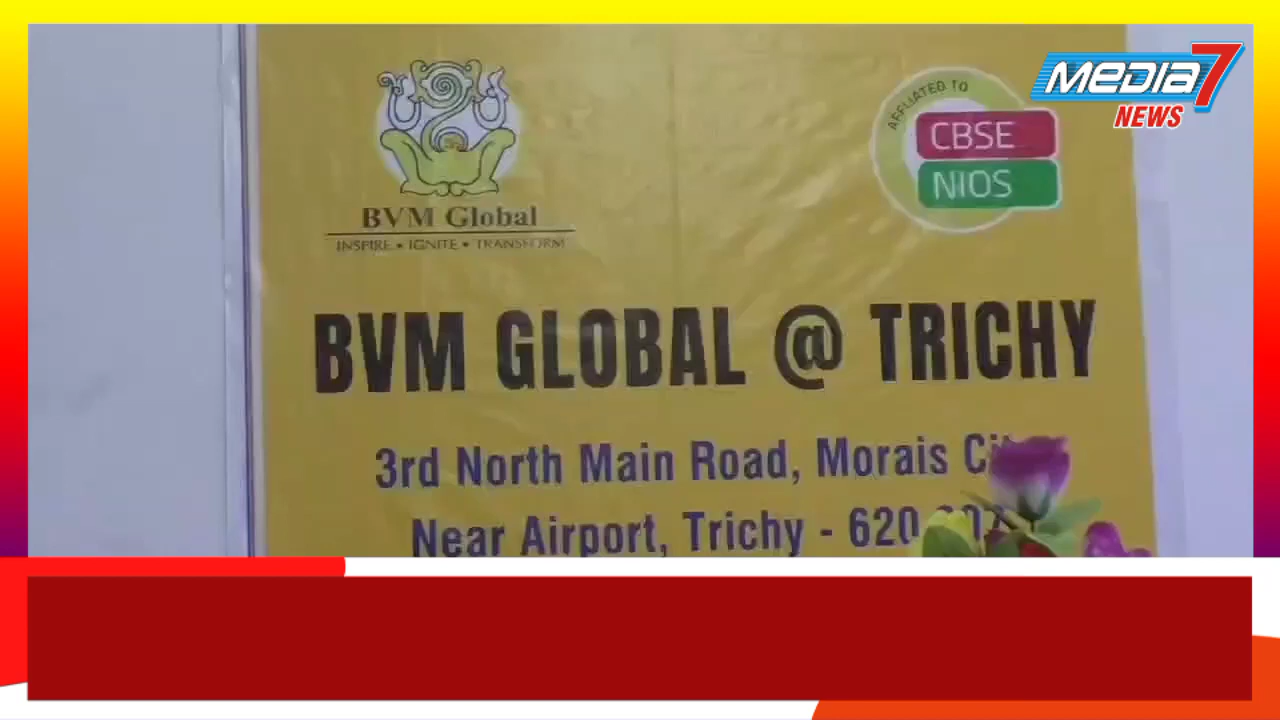 MEDIA7
NEWS
AFFILIATED TO
CBSE
NIOS
BVM Global
INSPIRE • IGNITE • TRANSFORM
BVM GLOBAL @ TRICHY
3rd North Main Road, Morais
Near Airport, Trichy - 620